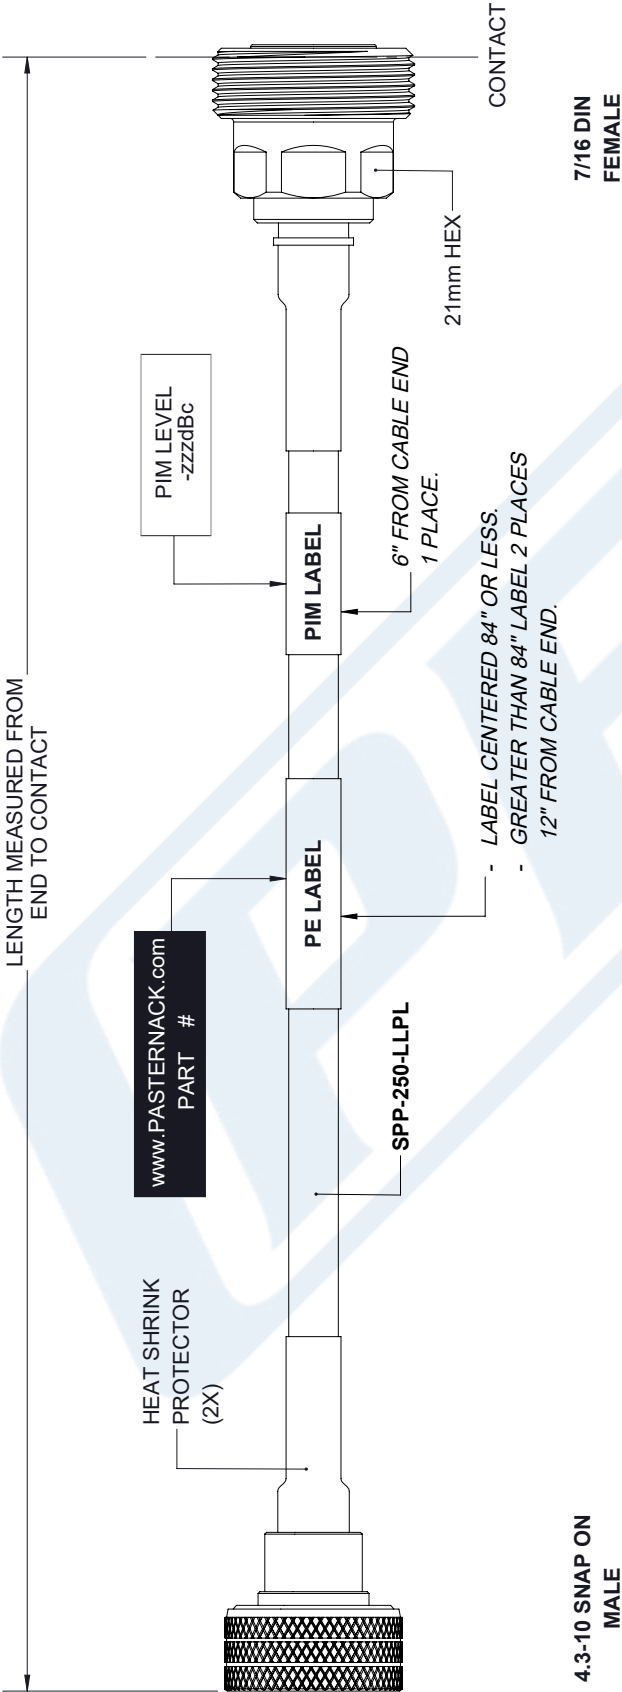 LENGTH MEASURED FROM
END TO CONTACT
HEAT SHRINK
PROTECTOR
(2X)
www.PASTERNACK.com
PART #
PIM LEVEL
-zzzdBc
PE LABEL
PIM LABEL
SPP-250-LLPL
6" FROM CABLE END
1 PLACE.
- LABEL CENTERED 84" OR LESS.
- GREATER THAN 84" LABEL 2 PLACES
12" FROM CABLE END.
21mm HEX
CONTACT
4.3-10 SNAP ON
MALE
7/16 DIN
FEMALE